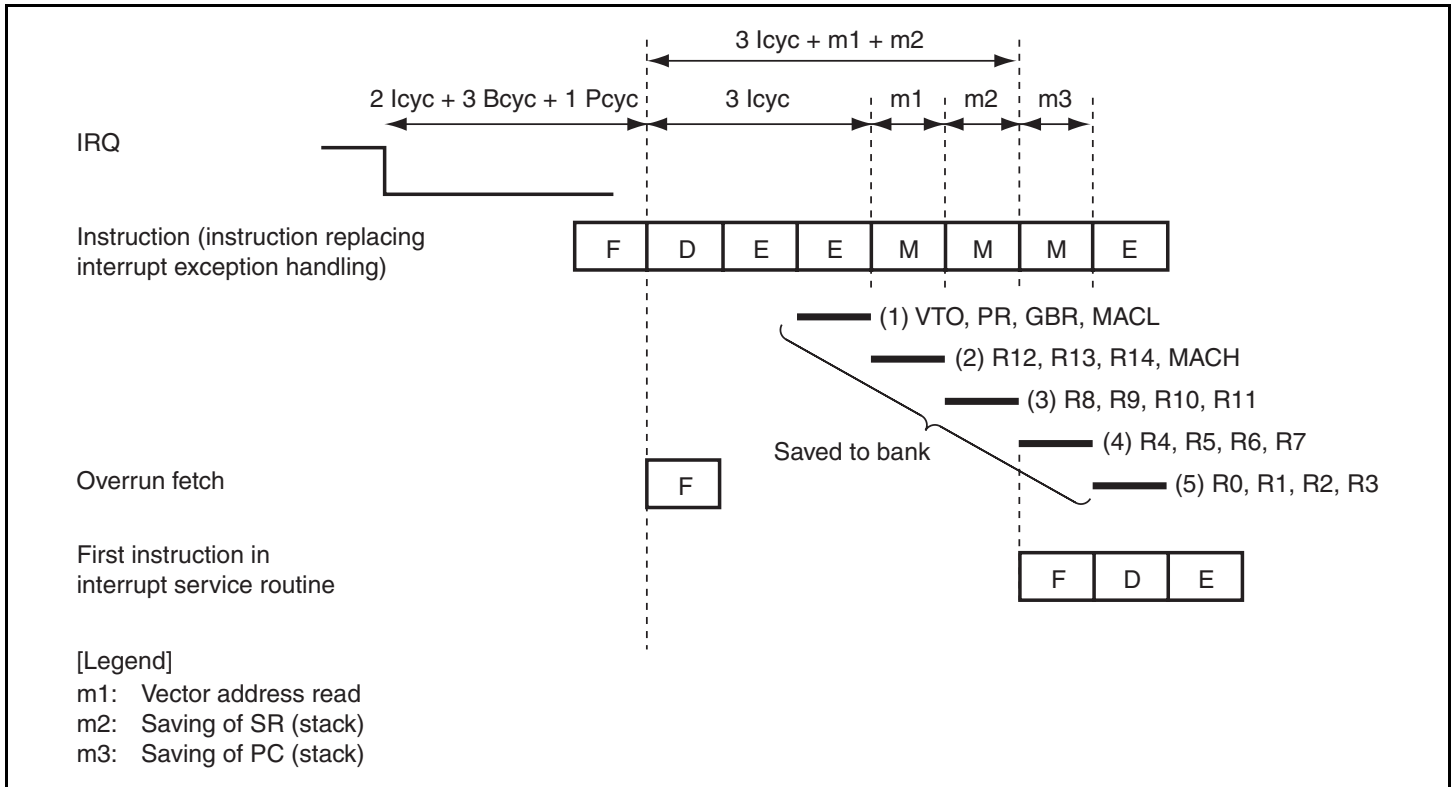 3 Icyc + m1 + m2
2 Icyc + 3 Bcyc + 1 Pcyc
3 Icyc
m1
m2
m3
IRQ
Instruction (instruction replacing
interrupt exception handling)
F D E E M M M E
(1) VTO, PR, GBR, MACL
(2) R12, R13, R14, MACH
(3) R8, R9, R10, R11
(4) R4, R5, R6, R7
Saved to bank
(5) R0, R1, R2, R3
Overrun fetch
F
First instruction in
interrupt service routine
F D E
[Legend]
m1: Vector address read
m2: Saving of SR (stack)
m3: Saving of PC (stack)